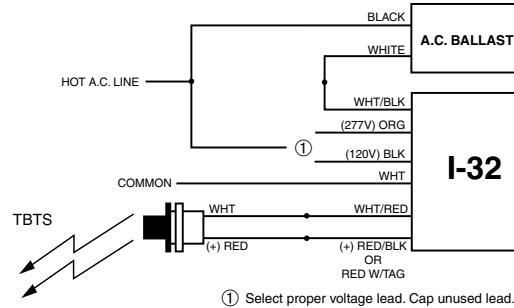 BLACK
A.C. BALLAST
WHITE
HOT A.C. LINE
WHT/BLK
(277V) ORG
①
(120V) BLK
I-32
WHT
COMMON
TBTS
WHT
WHT/RED
(+) RED
(+) RED/BLK
OR
RED W/TAG
① Select proper voltage lead. Cap unused lead.